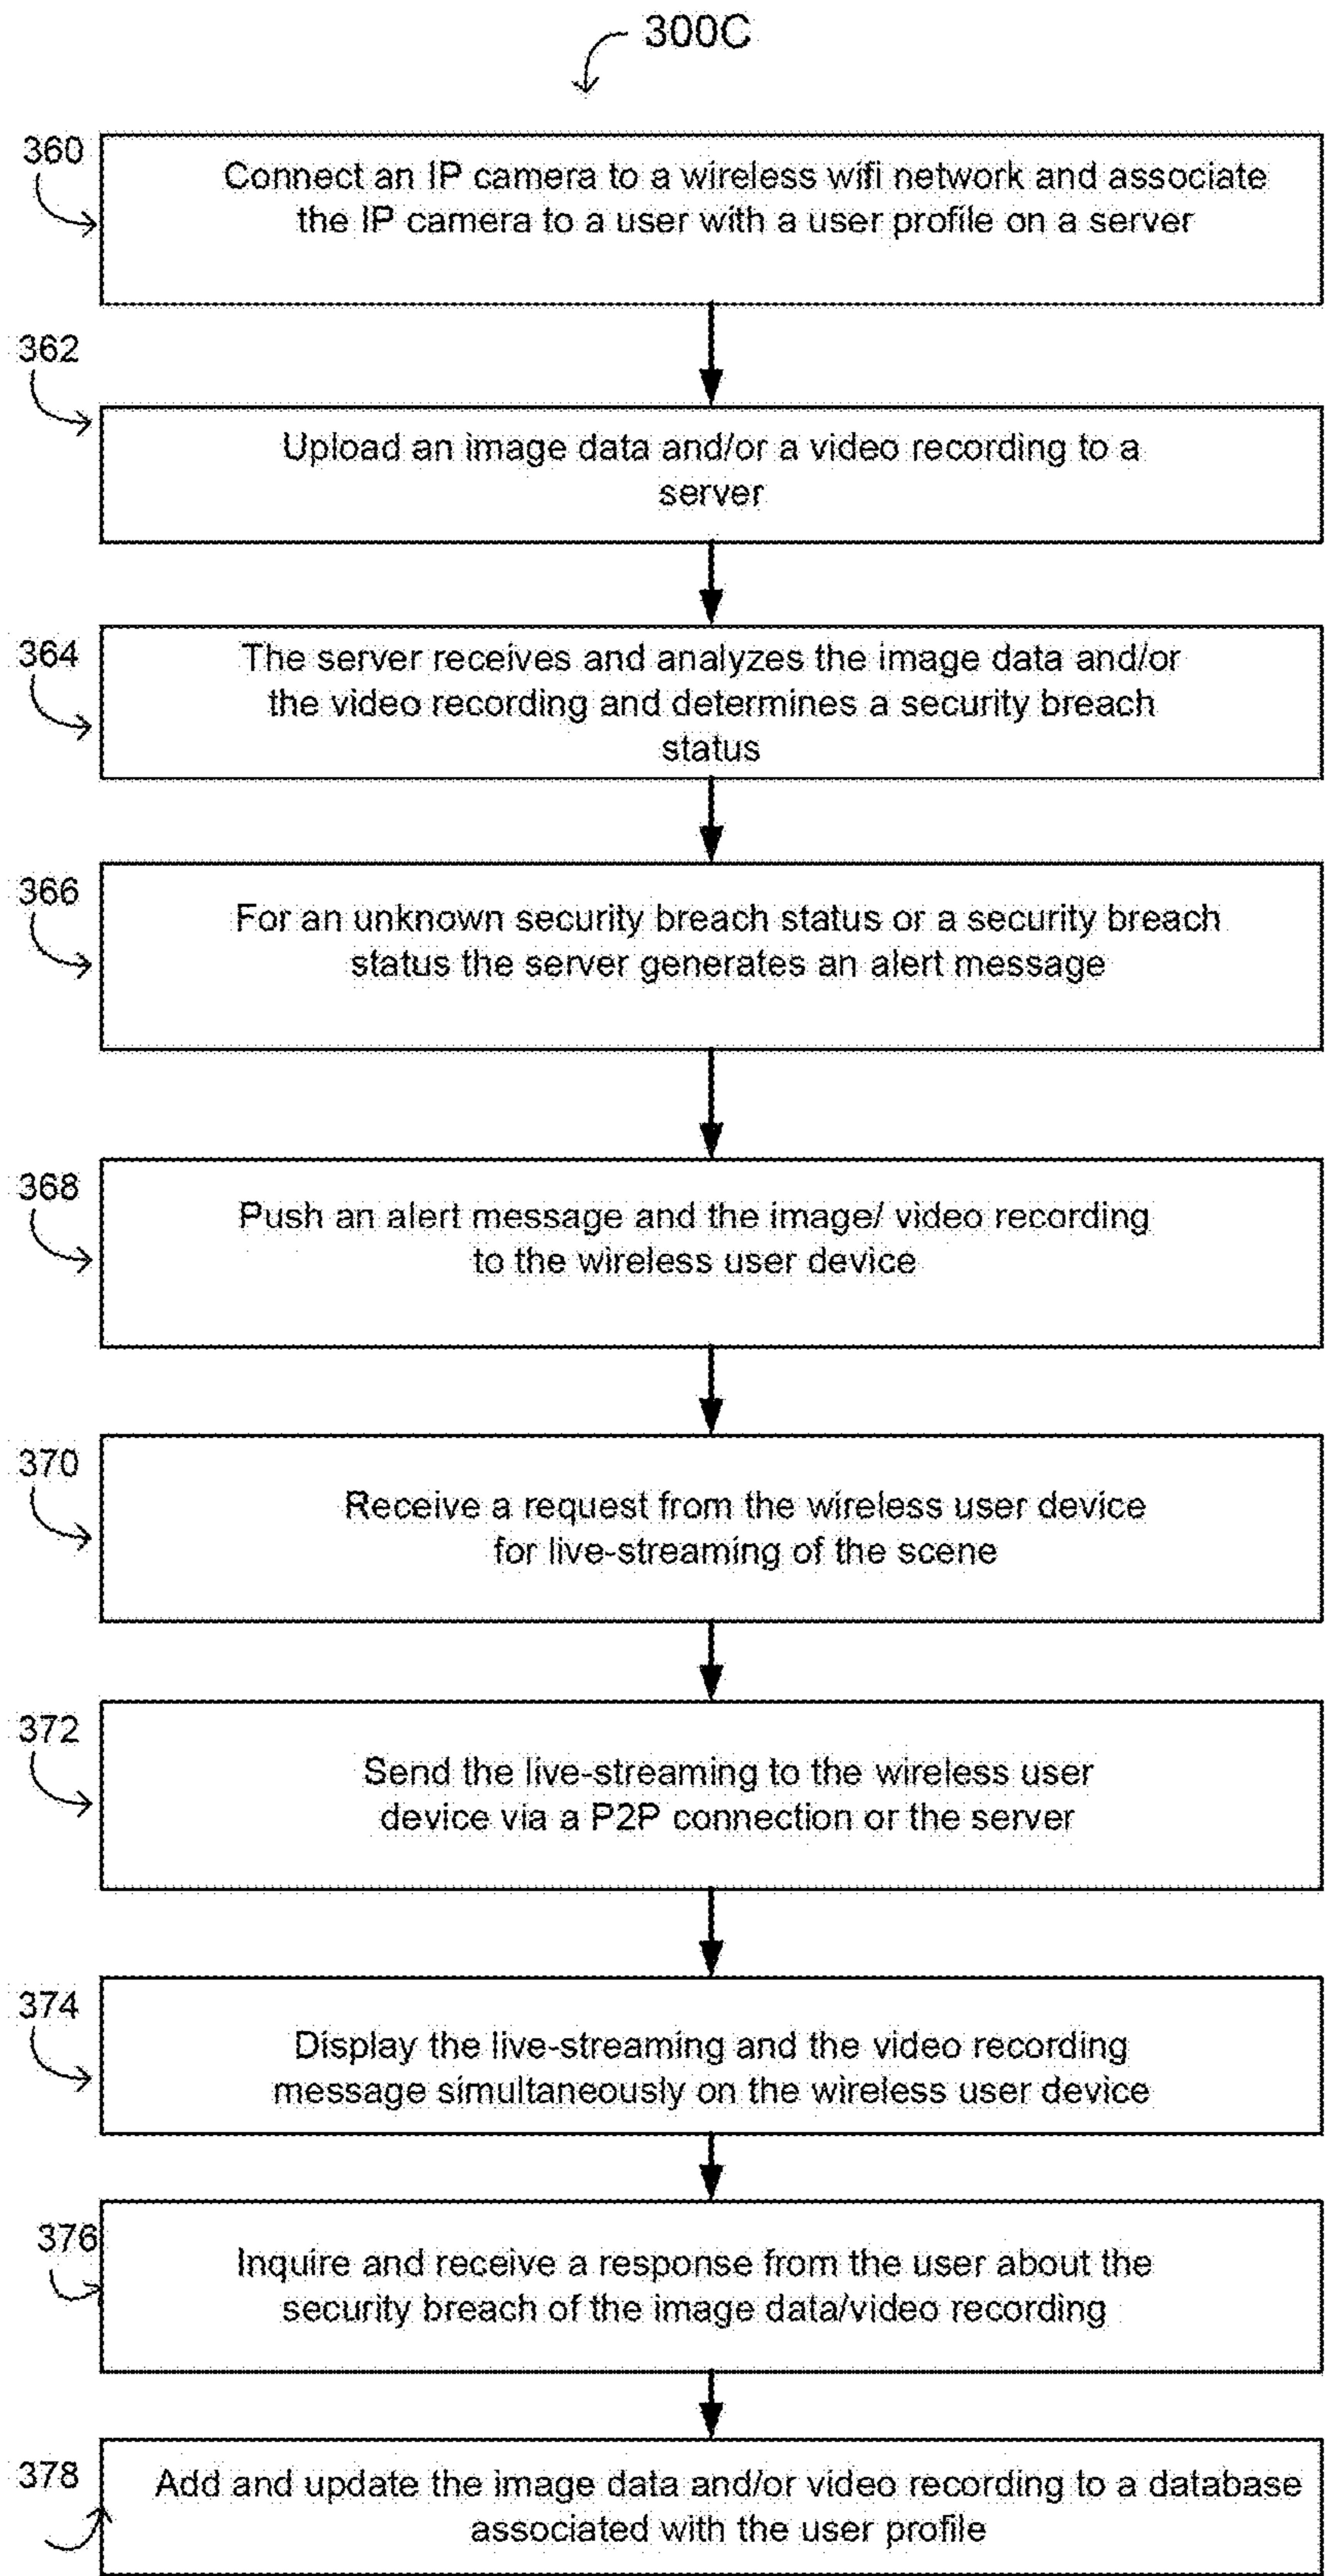 300C
360
Connect an IP camera to a wireless wifi network and associate
the IP camera to a user with a user profile on a server
362
Upload an image data and/or a video recording to a
server
364
The server receives and analyzes the image data and/or
the video recording and determines a security breach
status
366
For an unknown security breach status or a security breach
status the server generates an alert message
368
Push an alert message and the image/ video recording
to the wireless user device
370
Receive a request from the wireless user device
for live-streaming of the scene
372
Send the live-streaming to the wireless user
device via a P2P connection or the server
374
Display the live-streaming and the video recording
message simultaneously on the wireless user device
376
Inquire and receive a response from the user about the
security breach of the image data/video recording
378
Add and update the image data and/or video recording to a database
associated with the user profile